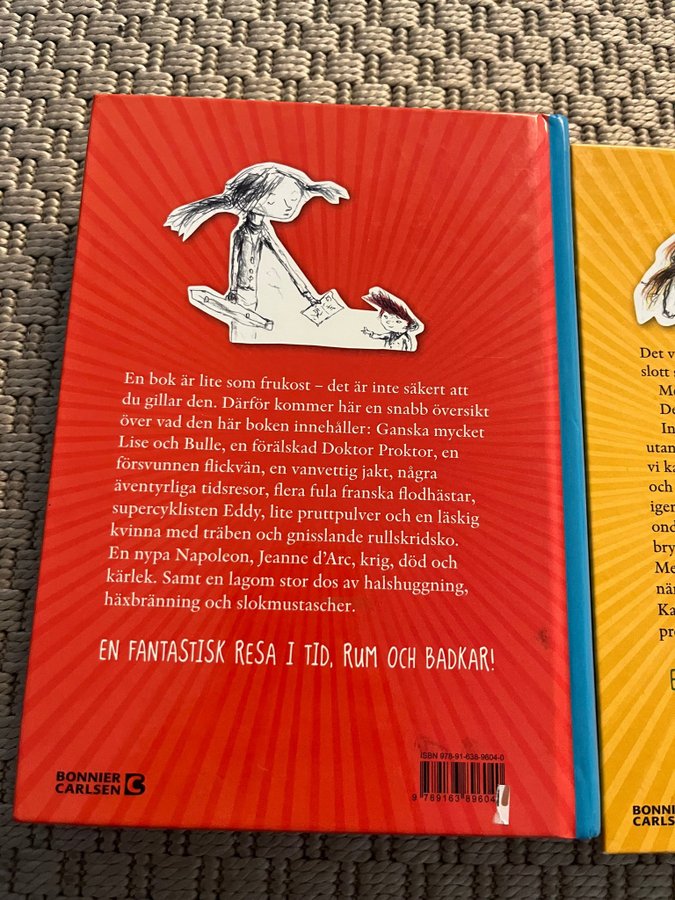 En bok är lite som frukost – det är inte säkert att
du gillar den. Därför kommer här en snabb översikt
över vad den här boken innehåller: Ganska mycket
Lise och Bulle, en förälskad Doktor Proktor, en
försvunnen flickvän, en vanvettig jakt, några
äventyrliga tidsresor, flera fula franska flodhästar,
supercyklisten Eddy, lite pruttpulver och en läskig
kvinna med träben och gnisslande rullskridsko.
En nypa Napoleon, Jeanne d’Arc, krig, död och
kärlek. Samt en lagom stor dos av halshuggning,
häxbränning och slokmustascher.
EN FANTASTISK RESA I TID, RUM OCH BADKAR!
ISBN 978-91-638-9604-0
9 789163 89604
BONNIER
CARLSEN
Det v
slott s
Me
De
In
utan
vi ka
och
iger
ond
bry
Me
när
Ka
pro
BONNI
CARLS